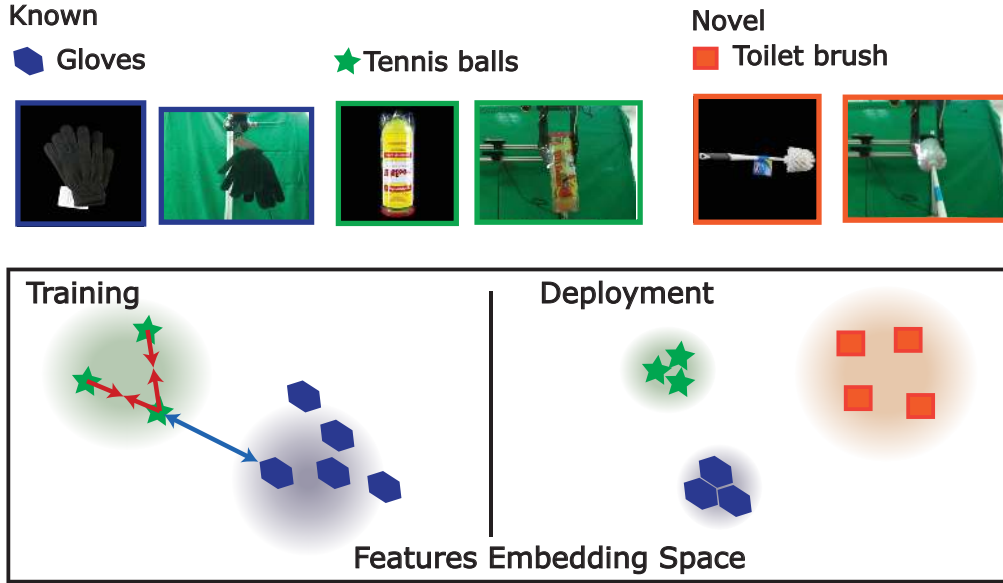 Known
Gloves
Tennis balls
Novel
Toilet brush
Training
Deployment
Features Embedding Space